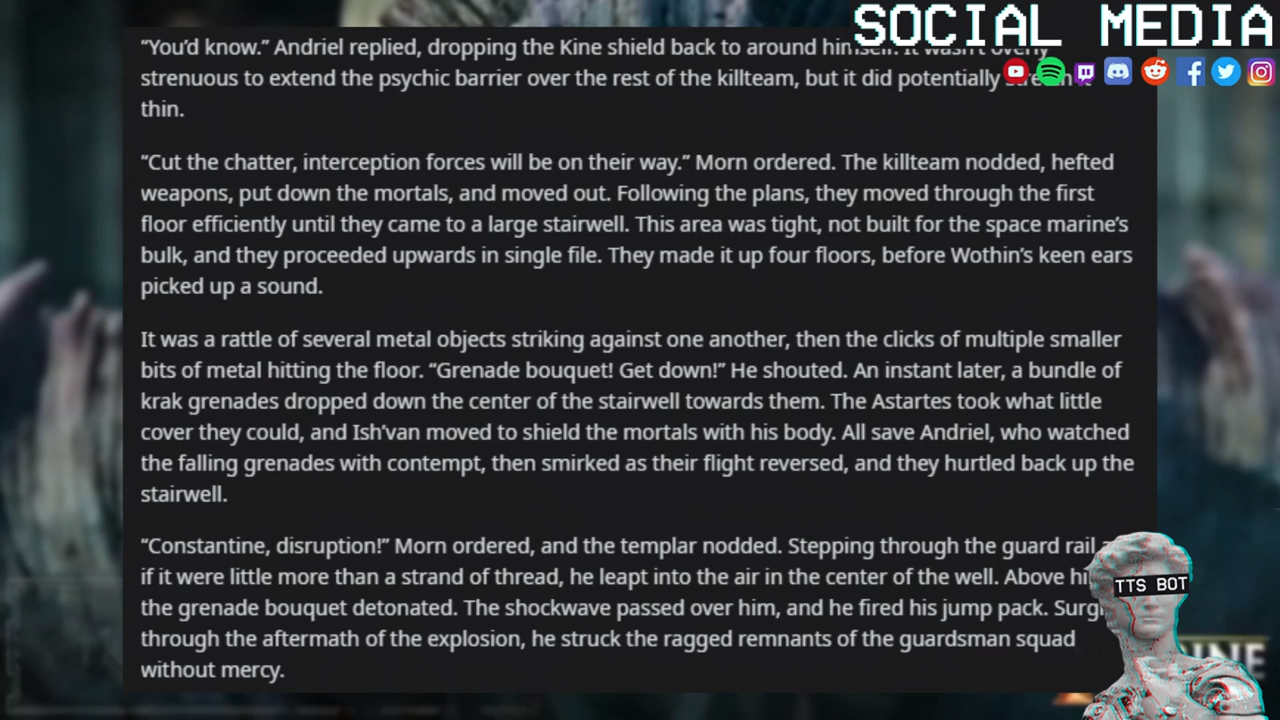 SOCIAL MEDIA
“You’d know.” Andriel replied, dropping the Kine shield back to around himself. It wasn’t overly
strenuous to extend the psychic barrier over the rest of the killteam, but it did potentially stretch it
thin.
“Cut the chatter, interception forces will be on their way.” Morn ordered. The killteam nodded, hefted
weapons, put down the mortals, and moved out. Following the plans, they moved through the first
floor efficiently until they came to a large stairwell. This area was tight, not built for the space marine’s
bulk, and they proceeded upwards in single file. They made it up four floors, before Wothin’s keen ears
picked up a sound.
It was a rattle of several metal objects striking against one another, then the clicks of multiple smaller
bits of metal hitting the floor. “Grenade bouquet! Get down!” He shouted. An instant later, a bundle of
krak grenades dropped down the center of the stairwell towards them. The Astartes took what little
cover they could, and Ish’van moved to shield the mortals with his body. All save Andriel, who watched
the falling grenades with contempt, then smirked as their flight reversed, and they hurtled back up the
stairwell.
“Constantine, disruption!” Morn ordered, and the templar nodded. Stepping through the guard rail
if it were little more than a strand of thread, he leapt into the air in the center of the well. Above
the grenade bouquet detonated. The shockwave passed over him, and he fired his jump pack.
through the aftermath of the explosion, he struck the ragged remnants of the guardsman squad
without mercy.
TTS BOT